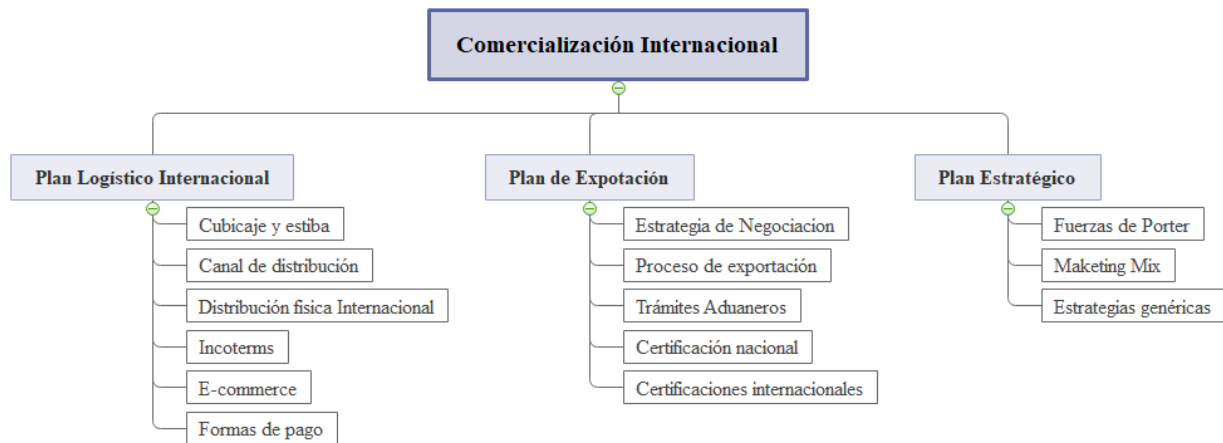 Comercialización Internacional
Plan Logístico Internacional
Cubicaje y estiba
Canal de distribución
Distribución física Internacional
Incoterms
E-commerce
Formas de pago
Plan de Expotación
Estrategia de Negociacion
Proceso de exportación
Trámites Aduaneros
Certificación nacional
Certificaciones internacionales
Plan Estratégico
Fuerzas de Porter
Maketing Mix
Estrategias genéricas